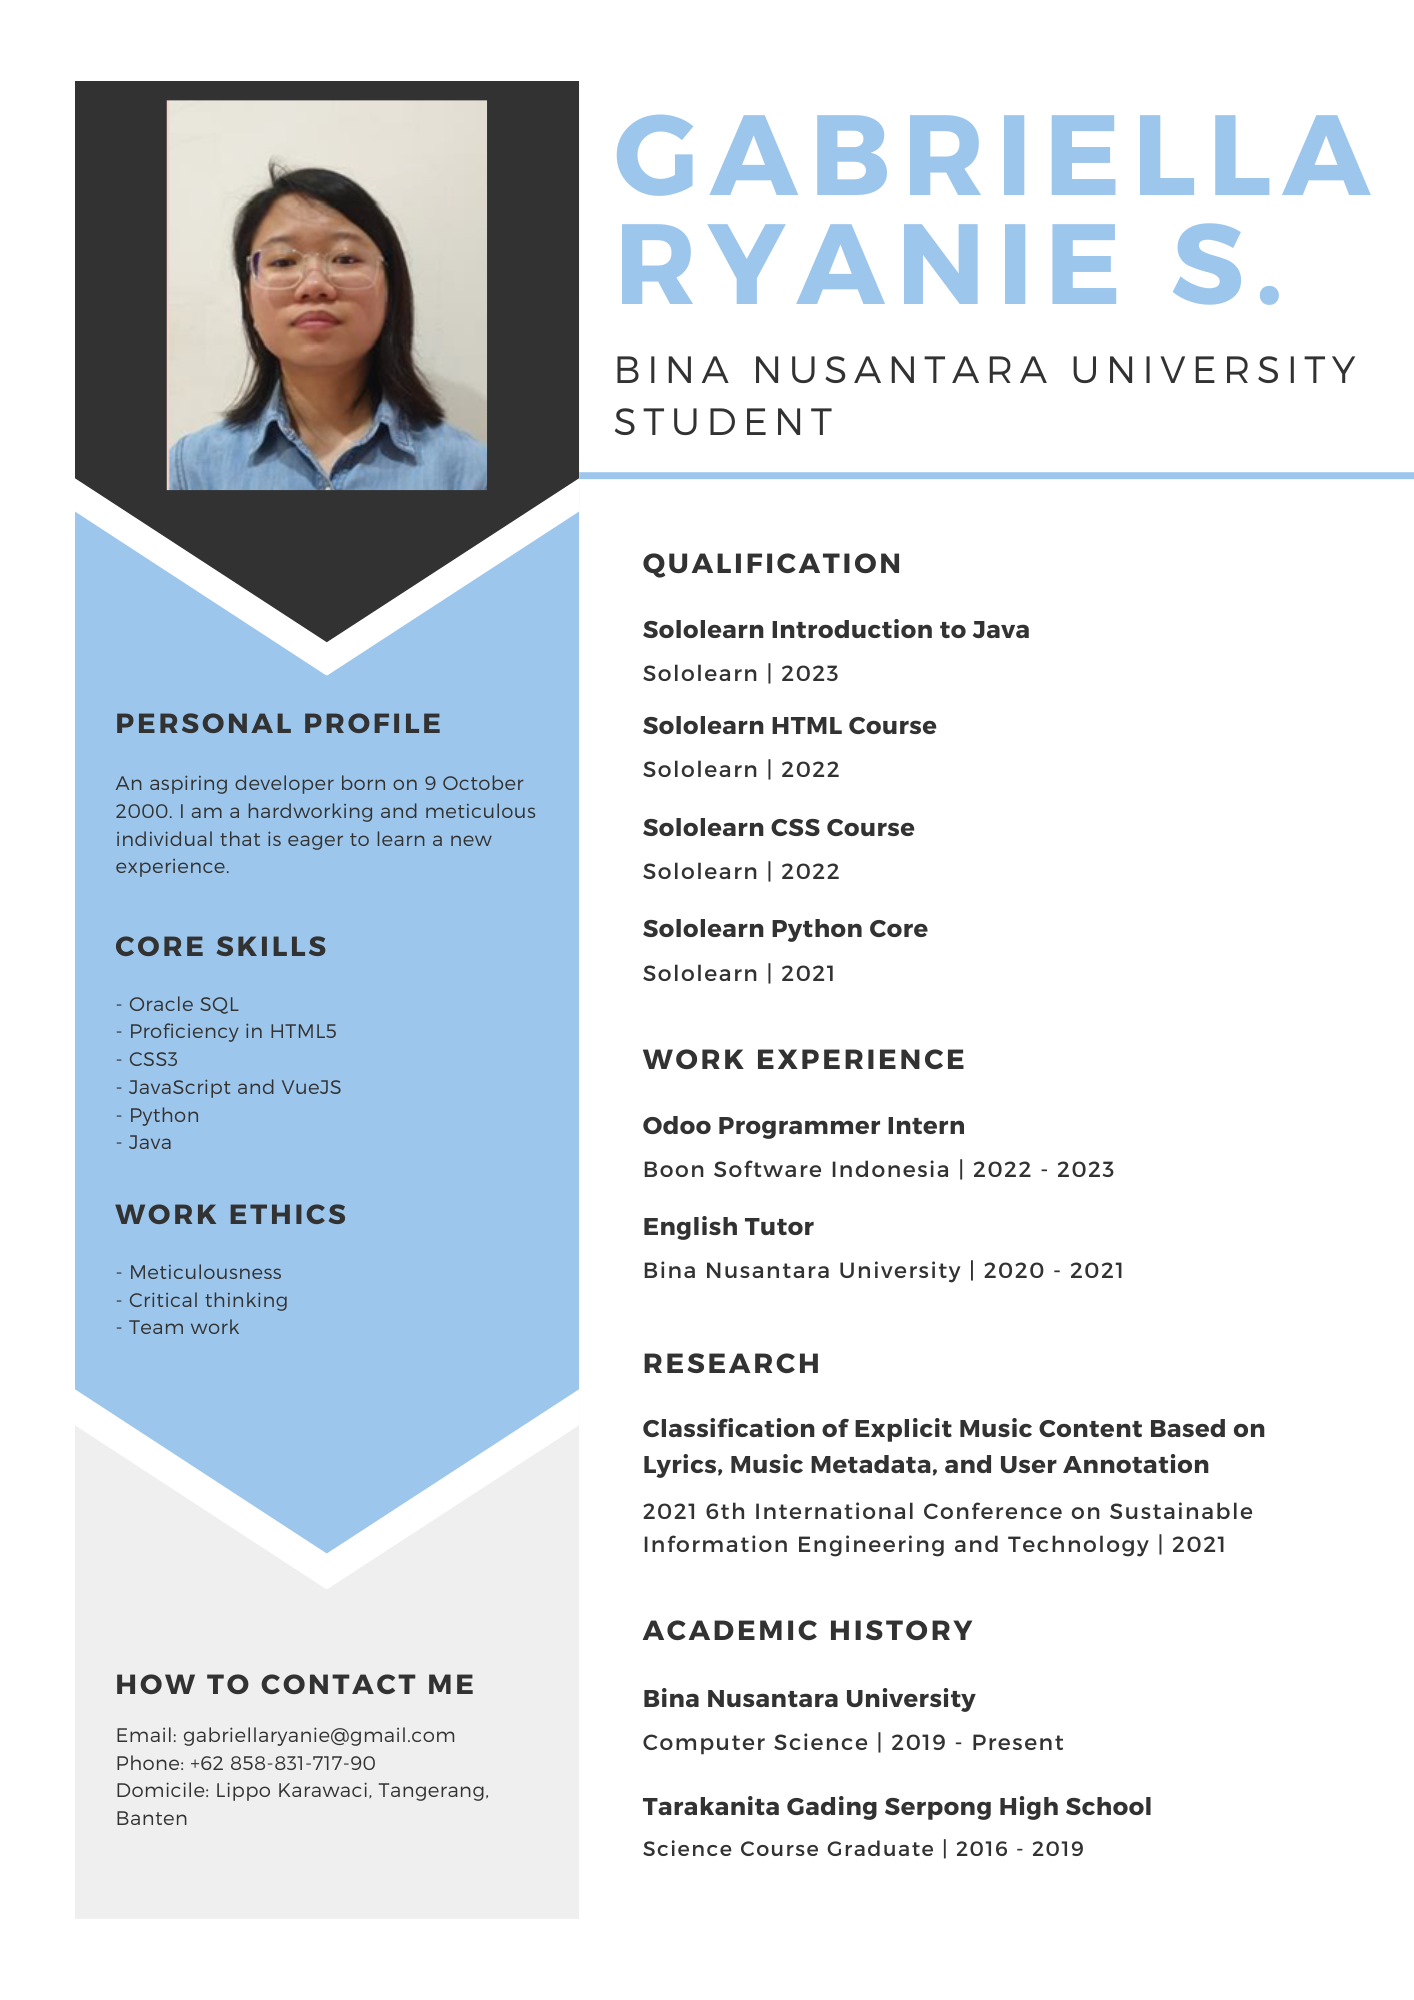 GABRIELLA
RYANIE S.
BINA NUSANTARA UNIVERSITY
STUDENT
PERSONAL PROFILE
An aspiring developer born on 9 October
2000. I am a hardworking and meticulous
individual that is eager to learn a new
experience.
CORE SKILLS
- Oracle SQL
- Proficiency in HTML5
- CSS3
- JavaScript and VueJS
- Python
- Java
WORK ETHICS
- Meticulousness
- Critical thinking
- Team work
HOW TO CONTACT ME
Email: gabriellaryanie@gmail.com
Phone: +62 858-831-717-90
Domicile: Lippo Karawaci, Tangerang,
Banten
QUALIFICATION
Sololearn Introduction to Java
Sololearn | 2023
Sololearn HTML Course
Sololearn | 2022
Sololearn CSS Course
Sololearn | 2022
Sololearn Python Core
Sololearn | 2021
WORK EXPERIENCE
Odoo Programmer Intern
Boon Software Indonesia | 2022 - 2023
English Tutor
Bina Nusantara University | 2020 - 2021
RESEARCH
Classification of Explicit Music Content Based on
Lyrics, Music Metadata, and User Annotation
2021 6th International Conference on Sustainable
Information Engineering and Technology | 2021
ACADEMIC HISTORY
Bina Nusantara University
Computer Science | 2019 - Present
Tarakanita Gading Serpong High School
Science Course Graduate | 2016 - 2019